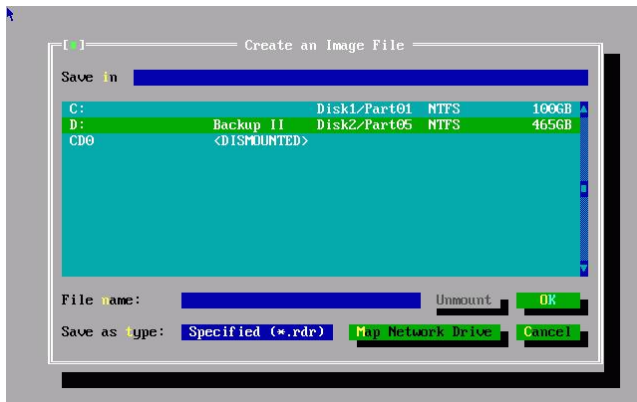 [■] Create an Image File
Save in
C: Disk1/Part01 NTFS 100GB
D: Backup II Disk2/Part05 NTFS 465GB
CD0 <DISMOUNTED>
File name: Unmount OK
Save as type: Specified (*.rdr) Map Network Drive Cancel